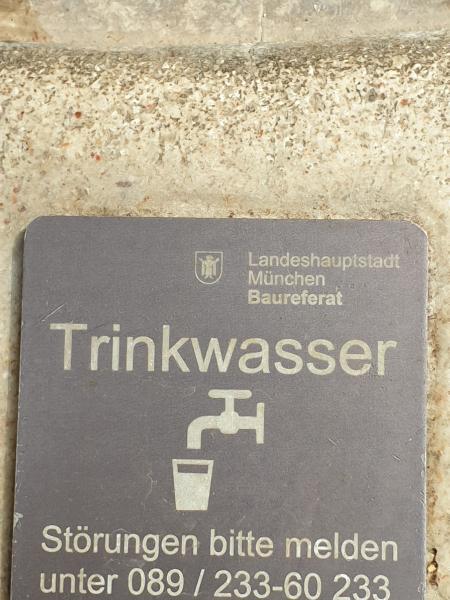 Landeshauptstadt
München
Baureferat
Trinkwasser
Störungen bitte melden
unter 089 / 233-60 233